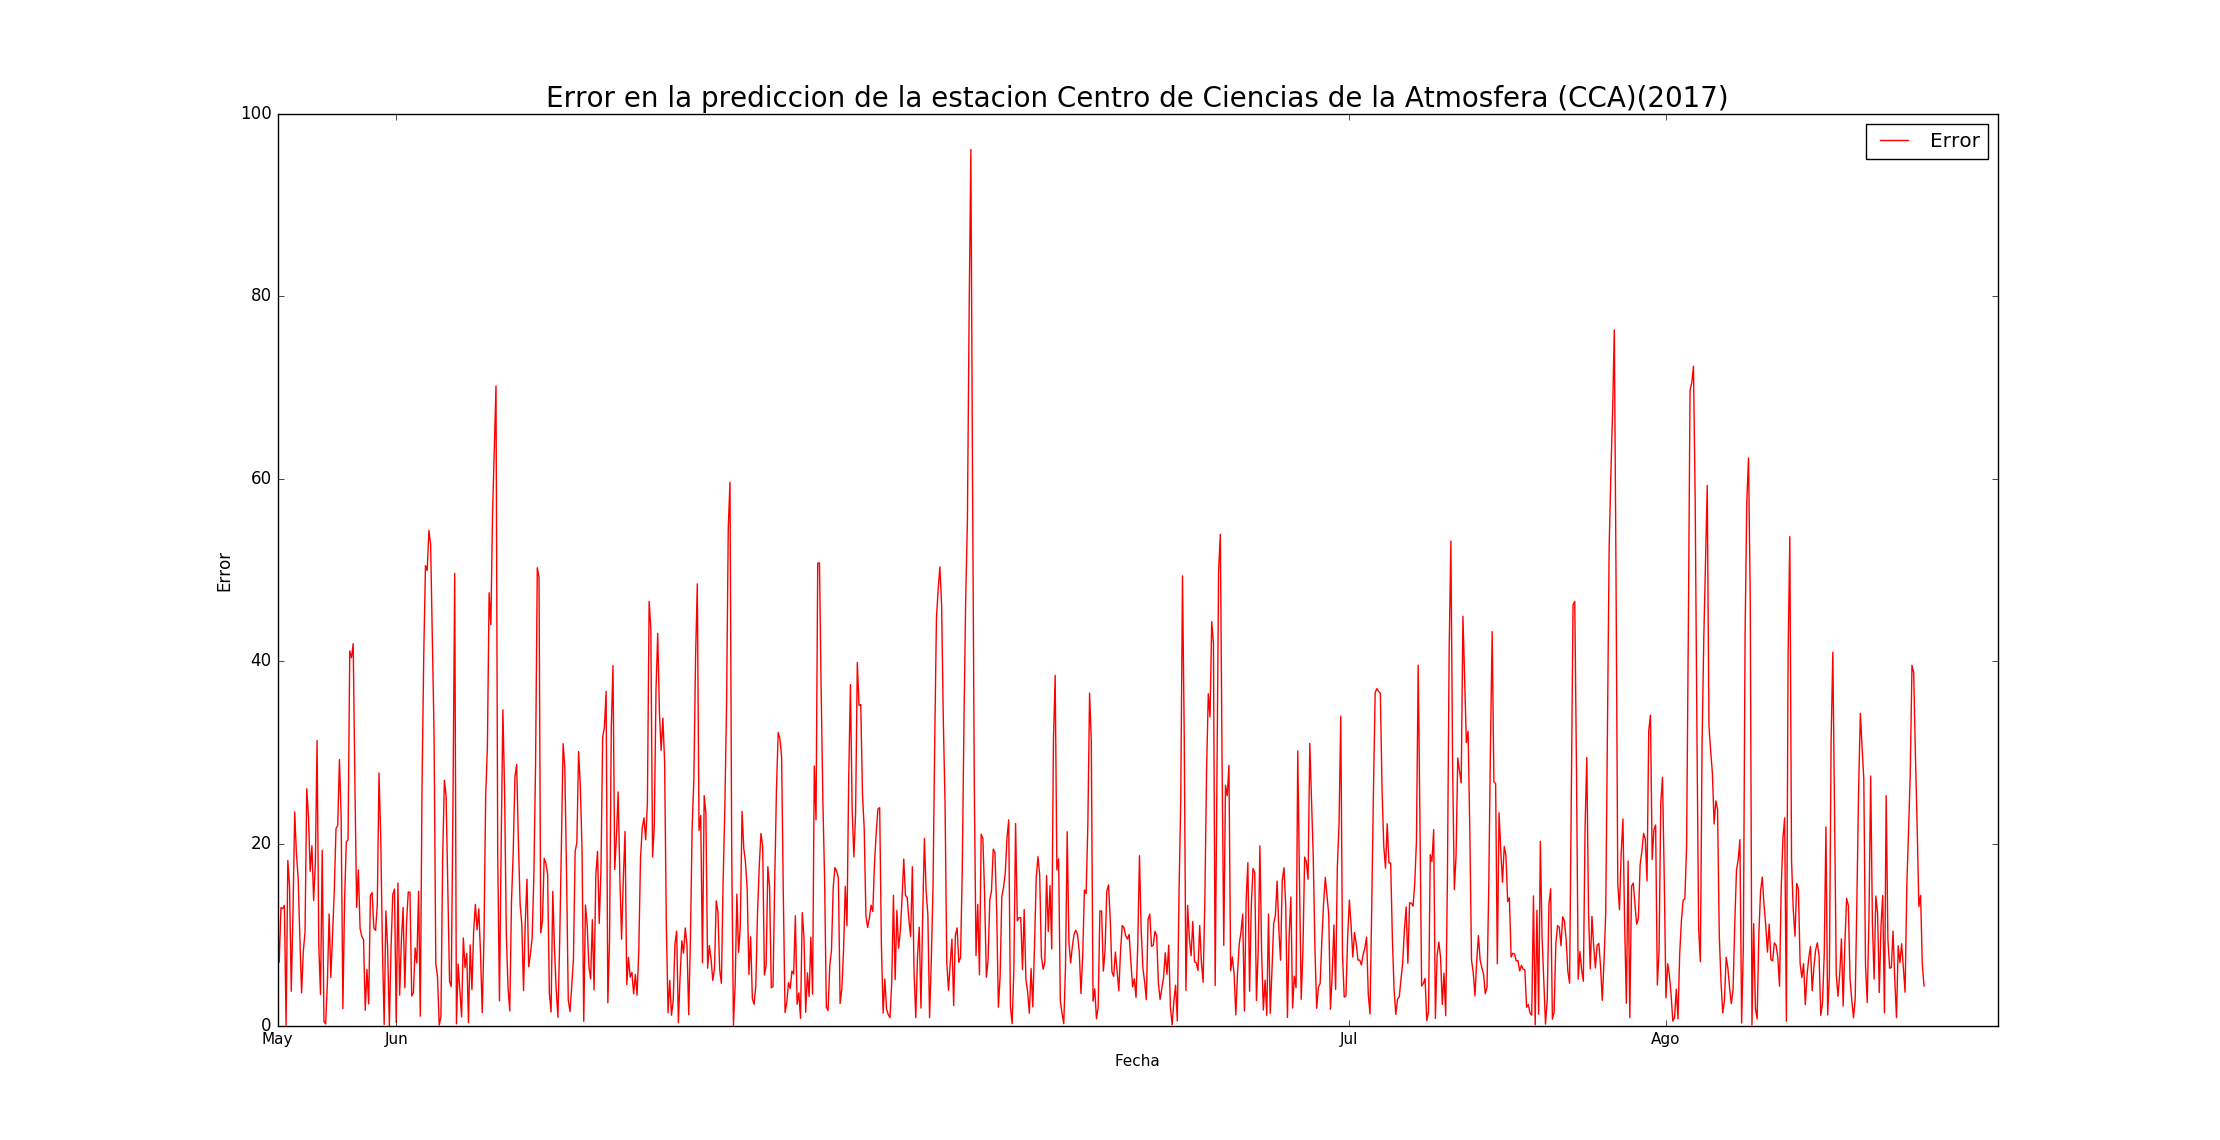 Error en la prediccion de la estacion Centro de Ciencias de la Atmosfera (CCA)(2017)
Error
100
80
60
40
20
0
Error
May
Jun
Jul
Ago
Fecha